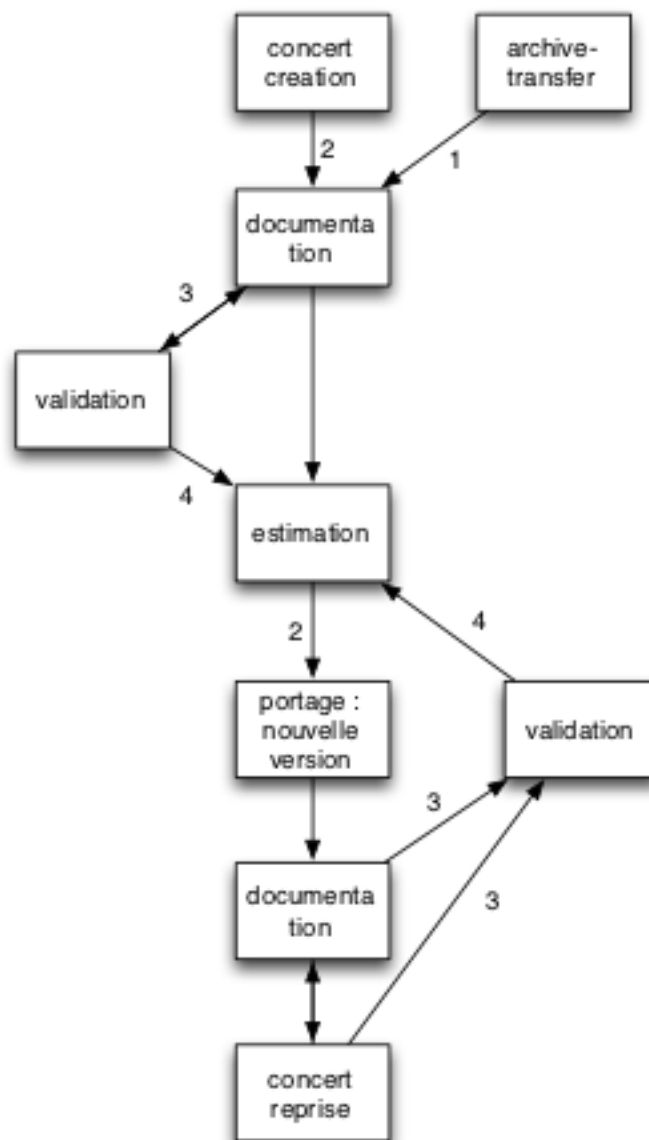 concert
creation
archive-
transfer
2
1
documenta
tion
3
validation
4
estimation
2
4
portage :
nouvelle
version
validation
3
documenta
tion
3
concert
reprise